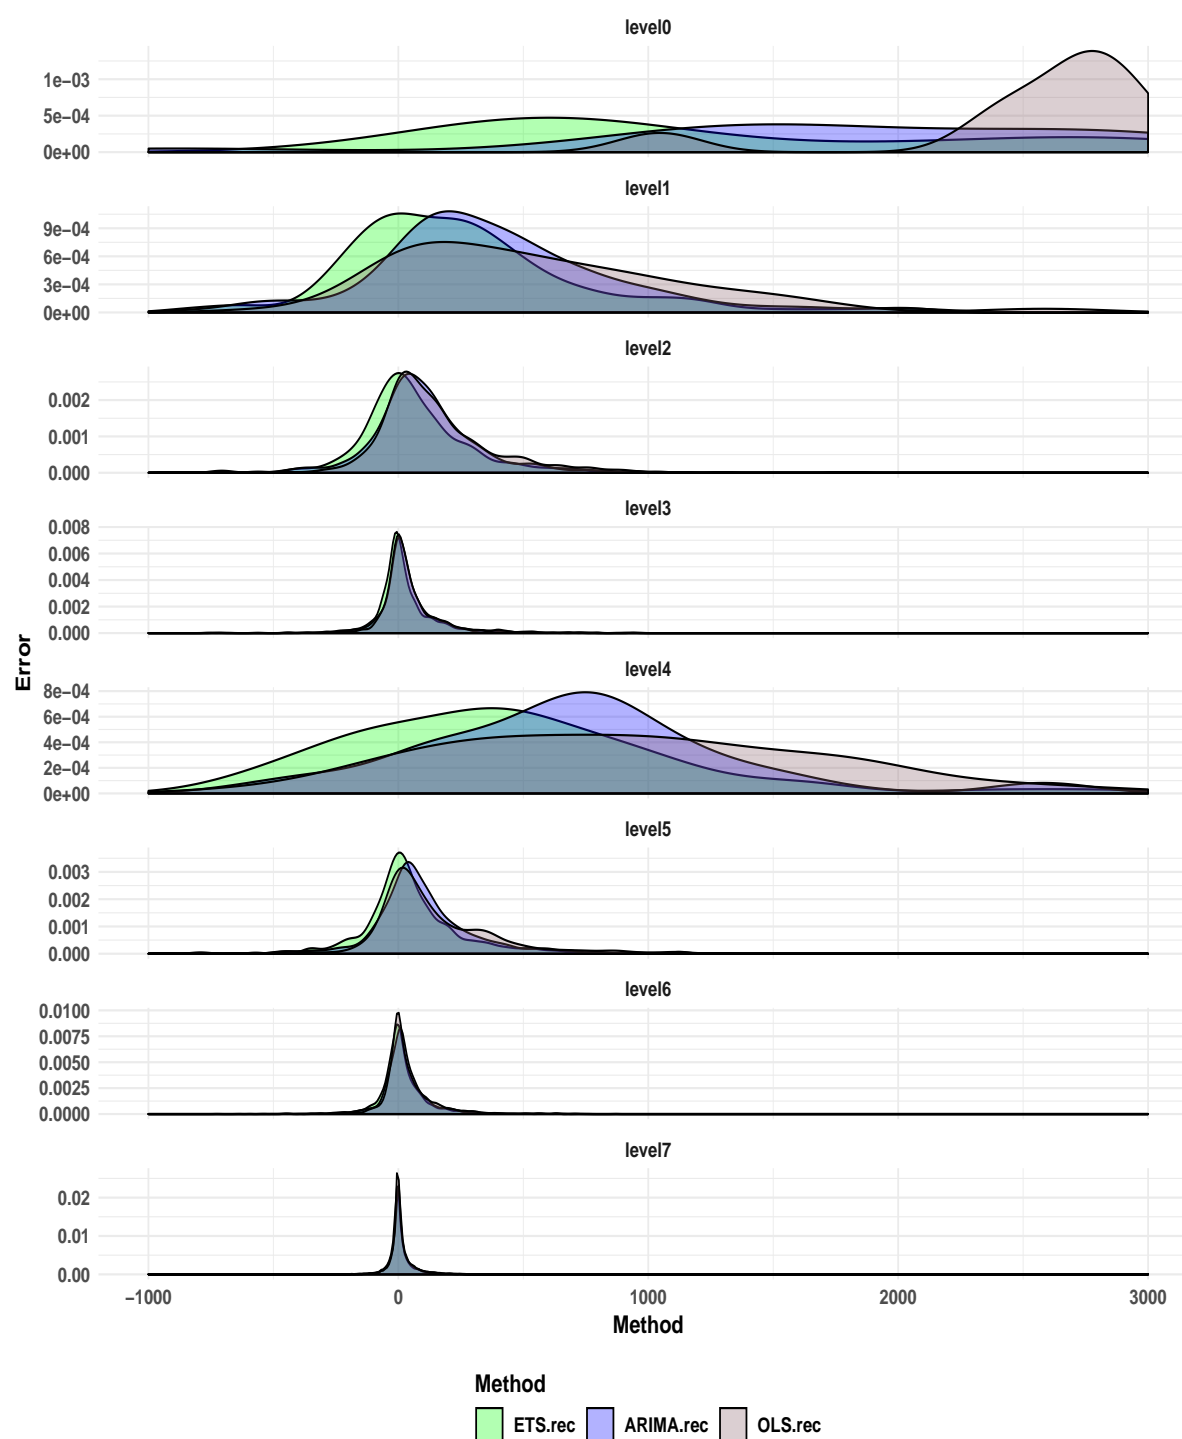 level0
1e−03
5e−04
0e+00
level1
9e−04
6e−04
3e−04
0e+00
level2
0.002
0.001
0.000
level3
0.008
0.006
0.004
0.002
0.000
Error
level4
8e−04
6e−04
4e−04
2e−04
0e+00
level5
0.003
0.002
0.001
0.000
level6
0.0100
0.0075
0.0050
0.0025
0.0000
level7
0.02
0.01
0.00
−1000 0 1000 2000 3000
Method
Method
ETS.rec ARIMA.rec OLS.rec